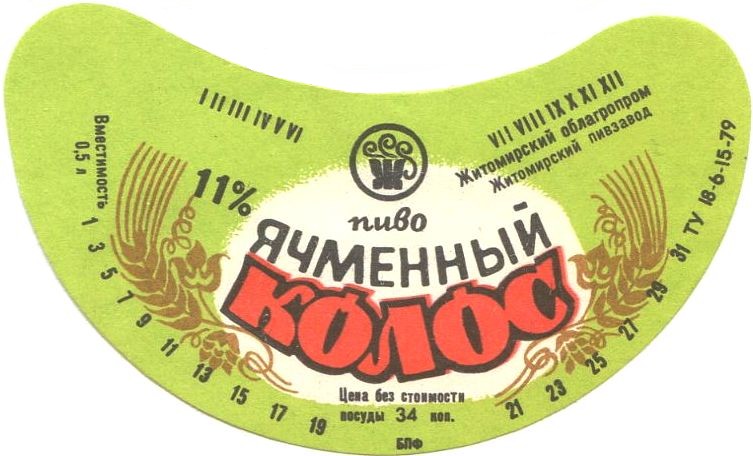 I II III IV V VI
VII VIII IX X XI XII
Житомирский облагропром
Житомирский пивзавод
Вместимость
0,5 л
11%
пиво
ЯЧМЕННЫЙ
КОЛОС
1 3 5 7 9 11 13 15 17 19
21 23 25 27 29 31 ТУ 18-6-15-79
Цена без стоимости
посуды 34 коп.
БПФ